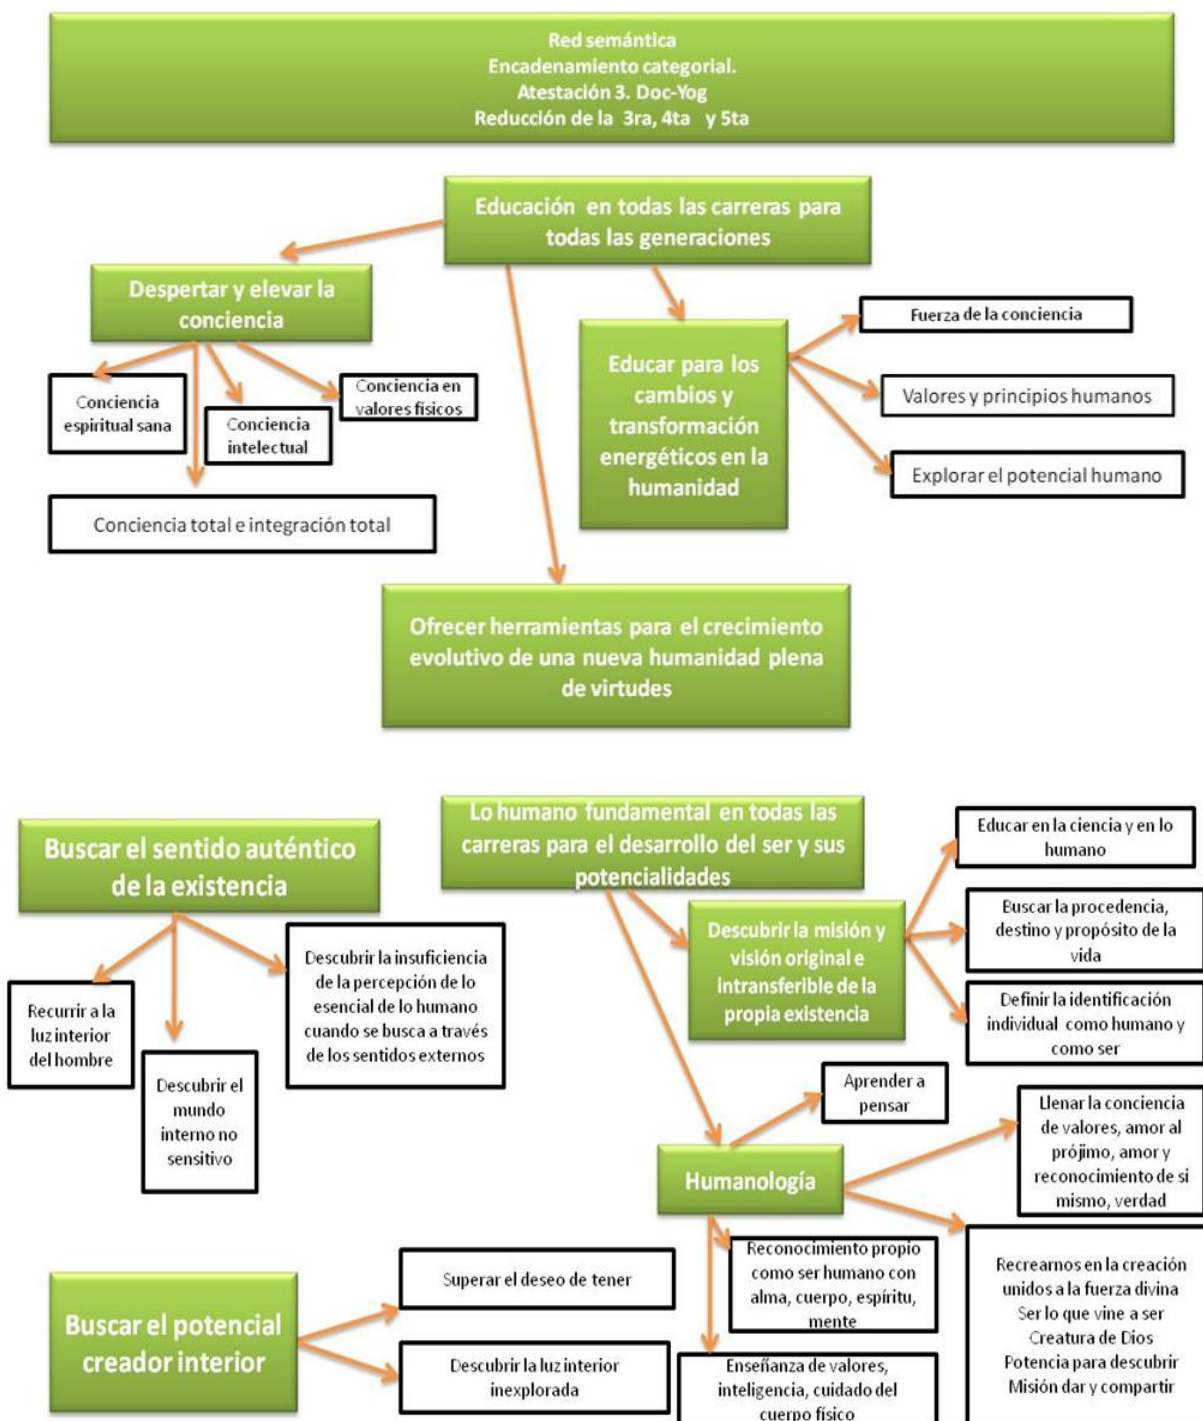 Red semántica
Encadenamiento categorial.
Atestación 3. Doc-Yog
Reducción de la 3ra, 4ta y 5ta
Educación en todas las carreras para
todas las generaciones
Despertar y elevar la
conciencia
Conciencia
espiritual sana
Conciencia
intelectual
Conciencia en
valores físicos
Conciencia total e integración total
Educar para los
cambios y
transformación
energéticos en la
humanidad
Fuerza de la conciencia
Valores y principios humanos
Explorar el potencial humano
Ofrecer herramientas para el crecimiento
evolutivo de una nueva humanidad plena
de virtudes
Buscar el sentido auténtico
de la existencia
Recurrir a la
luz interior
del hombre
Descubrir el
mundo
interno no
sensitivo
Descubrir la insuficiencia
de la percepción de lo
esencial de lo humano
cuando se busca a través
de los sentidos externos
Lo humano fundamental en todas las
carreras para el desarrollo del ser y sus
potencialidades
Descubrir la misión y
visión original e
intransferible de la
propia existencia
Educar en la ciencia y en lo
humano
Buscar la procedencia,
destino y propósito de la
vida
Definir la identificación
individual como humano y
como ser
Humanología
Aprender a
pensar
Llenar la conciencia
de valores, amor al
prójimo, amor y
reconocimiento de si
mismo, verdad
Recrearnos en la creación
unidos a la fuerza divina
Ser lo que vine a ser
Creatura de Dios
Potencia para descubrir
Misión dar y compartir
Reconocimiento propio
como ser humano con
alma, cuerpo, espíritu,
mente
Enseñanza de valores,
inteligencia, cuidado del
cuerpo físico
Buscar el potencial
creador interior
Superar el deseo de tener
Descubrir la luz interior
inexplorada